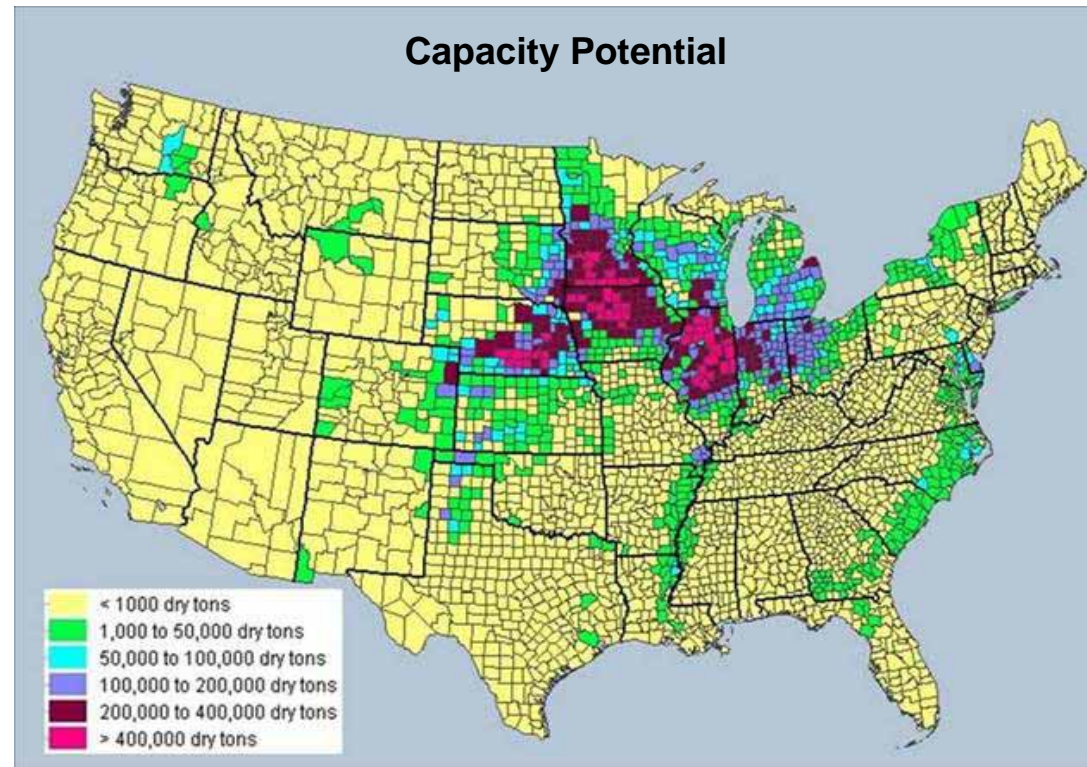 Capacity Potential
< 1000 dry tons
1,000 to 50,000 dry tons
50,000 to 100,000 dry tons
100,000 to 200,000 dry tons
200,000 to 400,000 dry tons
> 400,000 dry tons